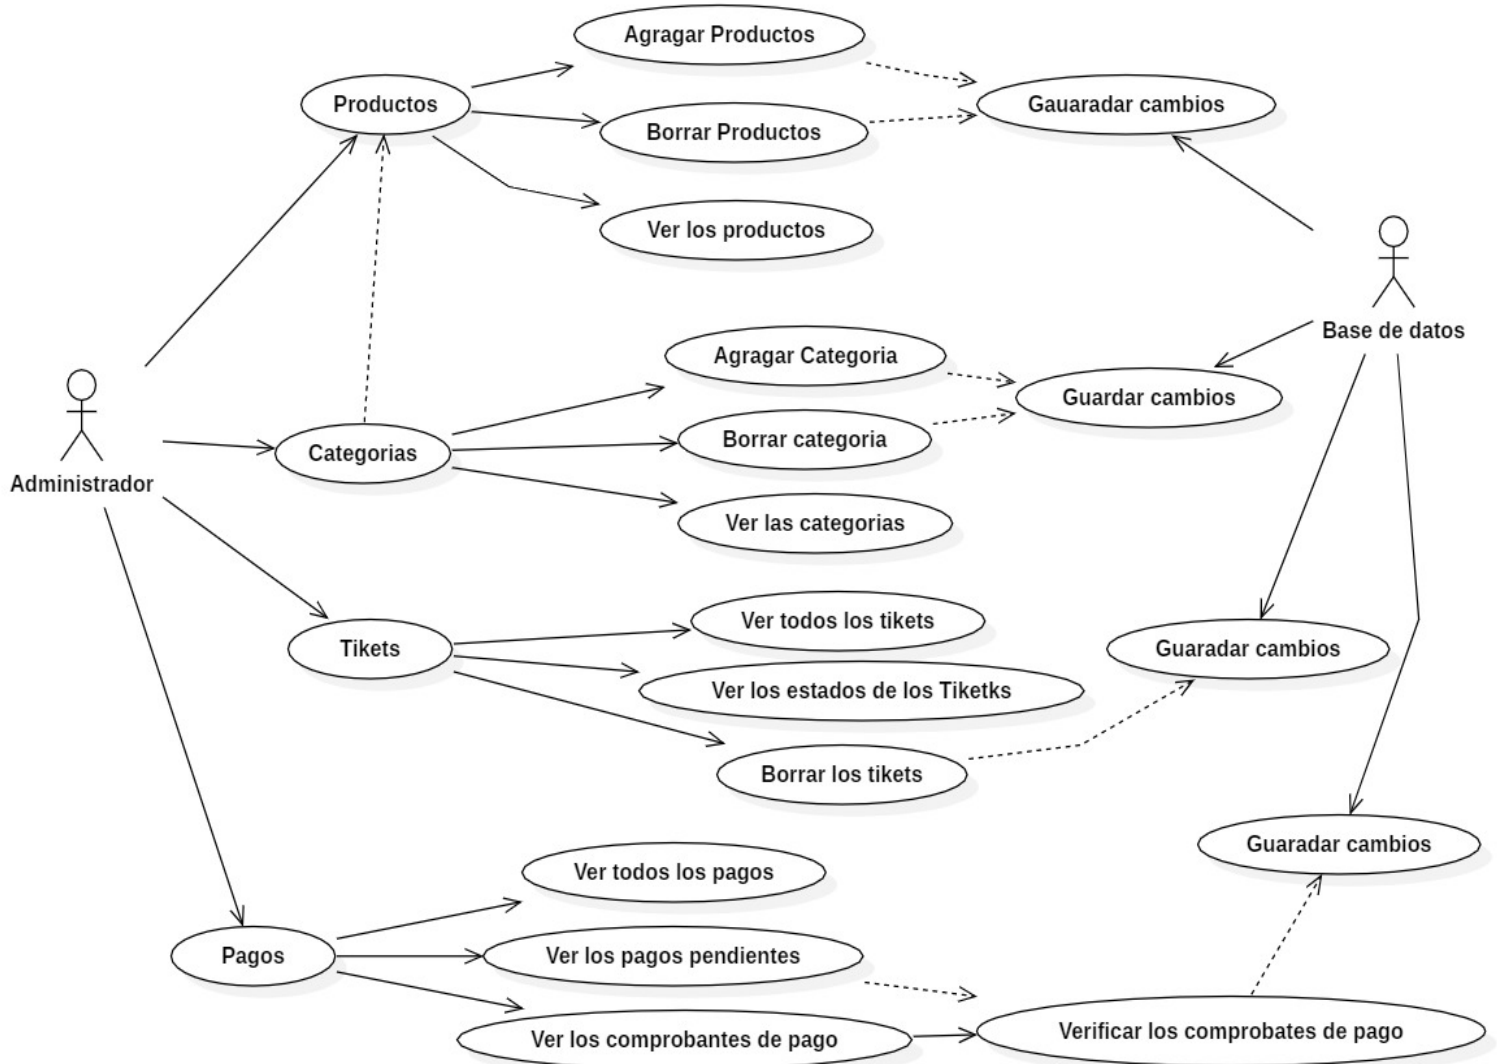 Agragar Productos
Productos
Gauaradar cambios
Borrar Productos
Ver los productos
Base de datos
Agragar Categoria
Guardar cambios
Borrar categoria
Categorias
Administrador
Ver las categorias
Ver todos los tikets
Tikets
Guaradar cambios
Ver los estados de los Tiketks
Borrar los tikets
Guaradar cambios
Ver todos los pagos
Pagos
Ver los pagos pendientes
Verificar los comprobates de pago
Ver los comprobantes de pago